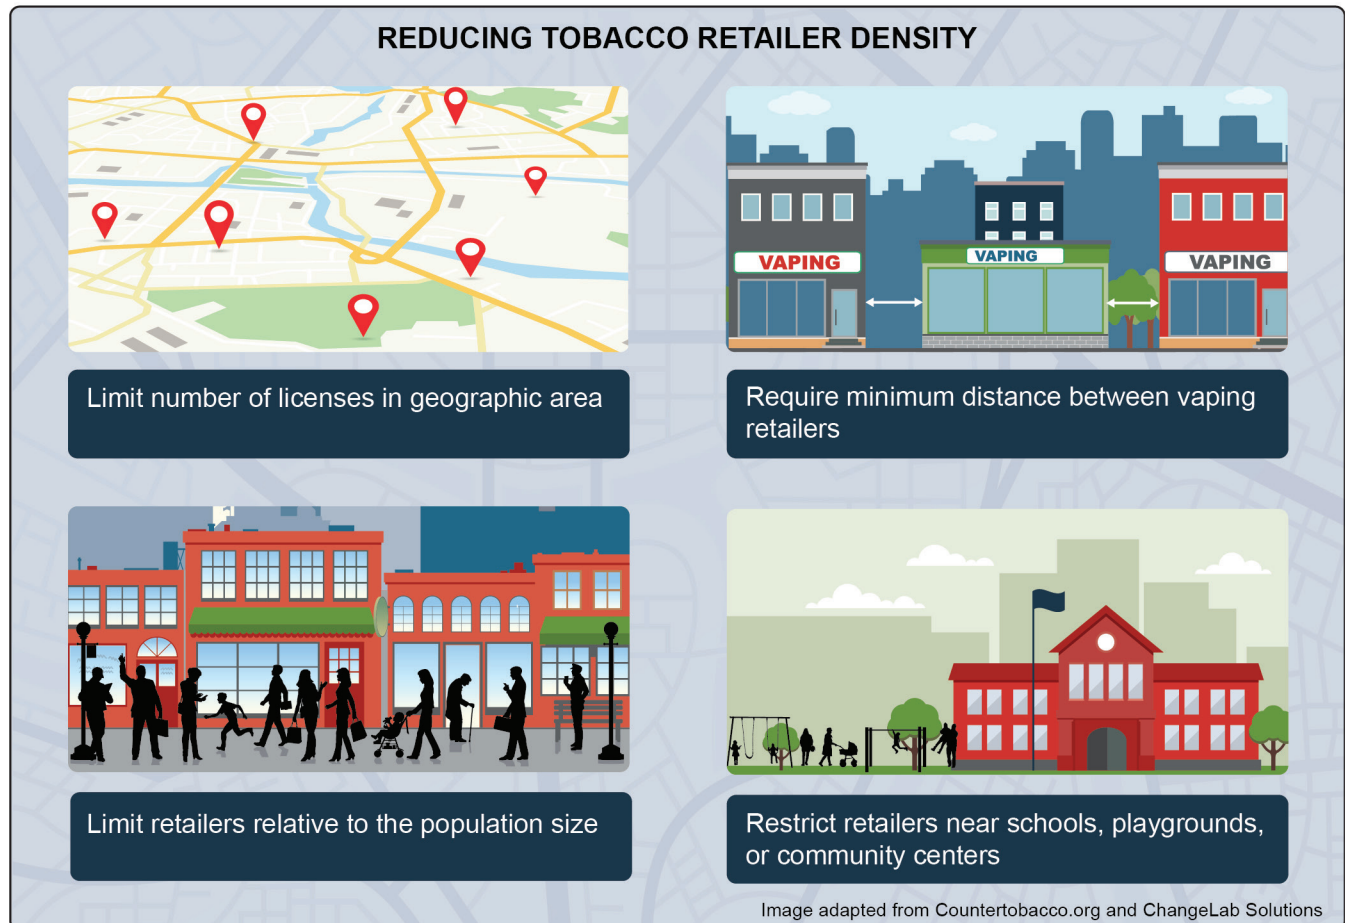 REDUCING TOBACCO RETAILER DENSITY
VAPING
VAPING
VAPING
Limit number of licenses in geographic area
Require minimum distance between vaping
retailers
Limit retailers relative to the population size
Restrict retailers near schools, playgrounds,
or community centers
Image adapted from Countertobacco.org and ChangeLab Solutions